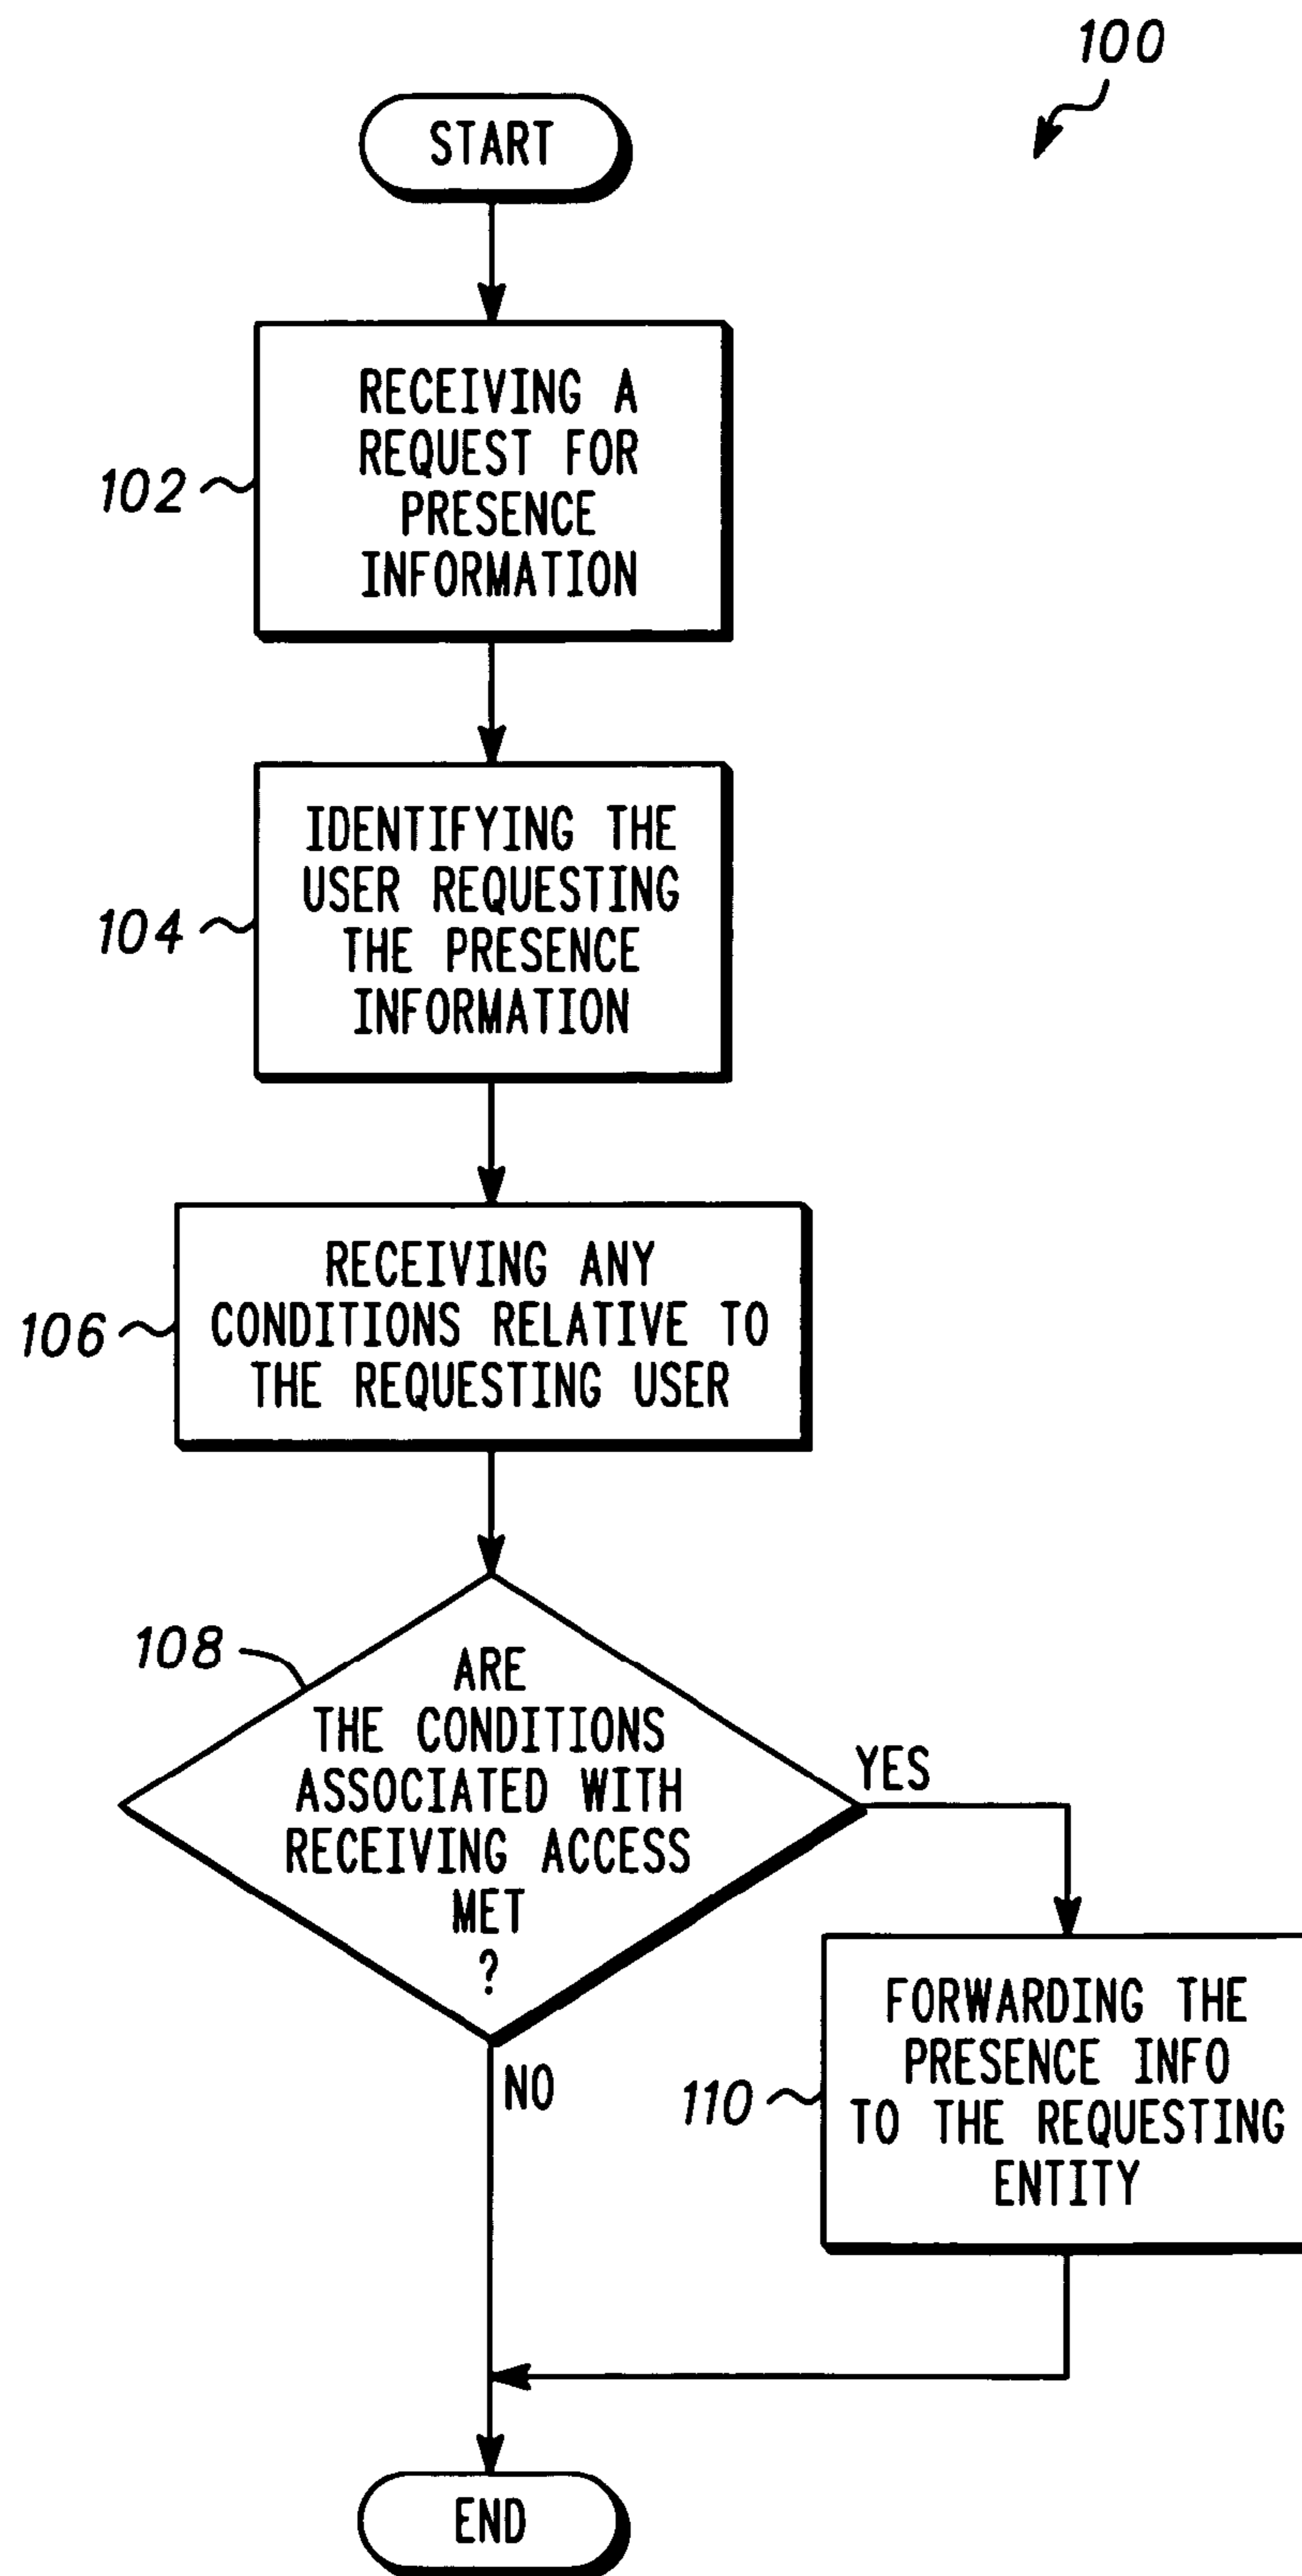 100
START
102
RECEIVING A
REQUEST FOR
PRESENCE
INFORMATION
104
IDENTIFYING THE
USER REQUESTING
THE PRESENCE
INFORMATION
106
RECEIVING ANY
CONDITIONS RELATIVE TO
THE REQUESTING USER
108
ARE
THE CONDITIONS
ASSOCIATED WITH
RECEIVING ACCESS
MET
?
YES
NO
110
FORWARDING THE
PRESENCE INFO
TO THE REQUESTING
ENTITY
END